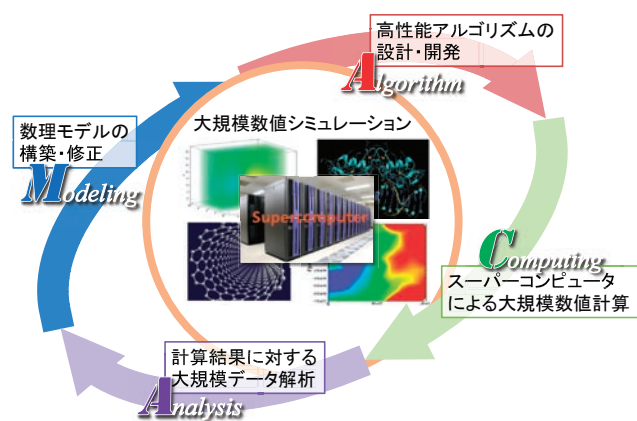 高性能アルゴリズムの
設計・開発
Algorithm
数理モデルの
構築・修正
Modeling
大規模数値シミュレーション
Supercomputer
Computing
スーパーコンピュータ
による大規模数値計算
計算結果に対する
大規模データ解析
Analysis